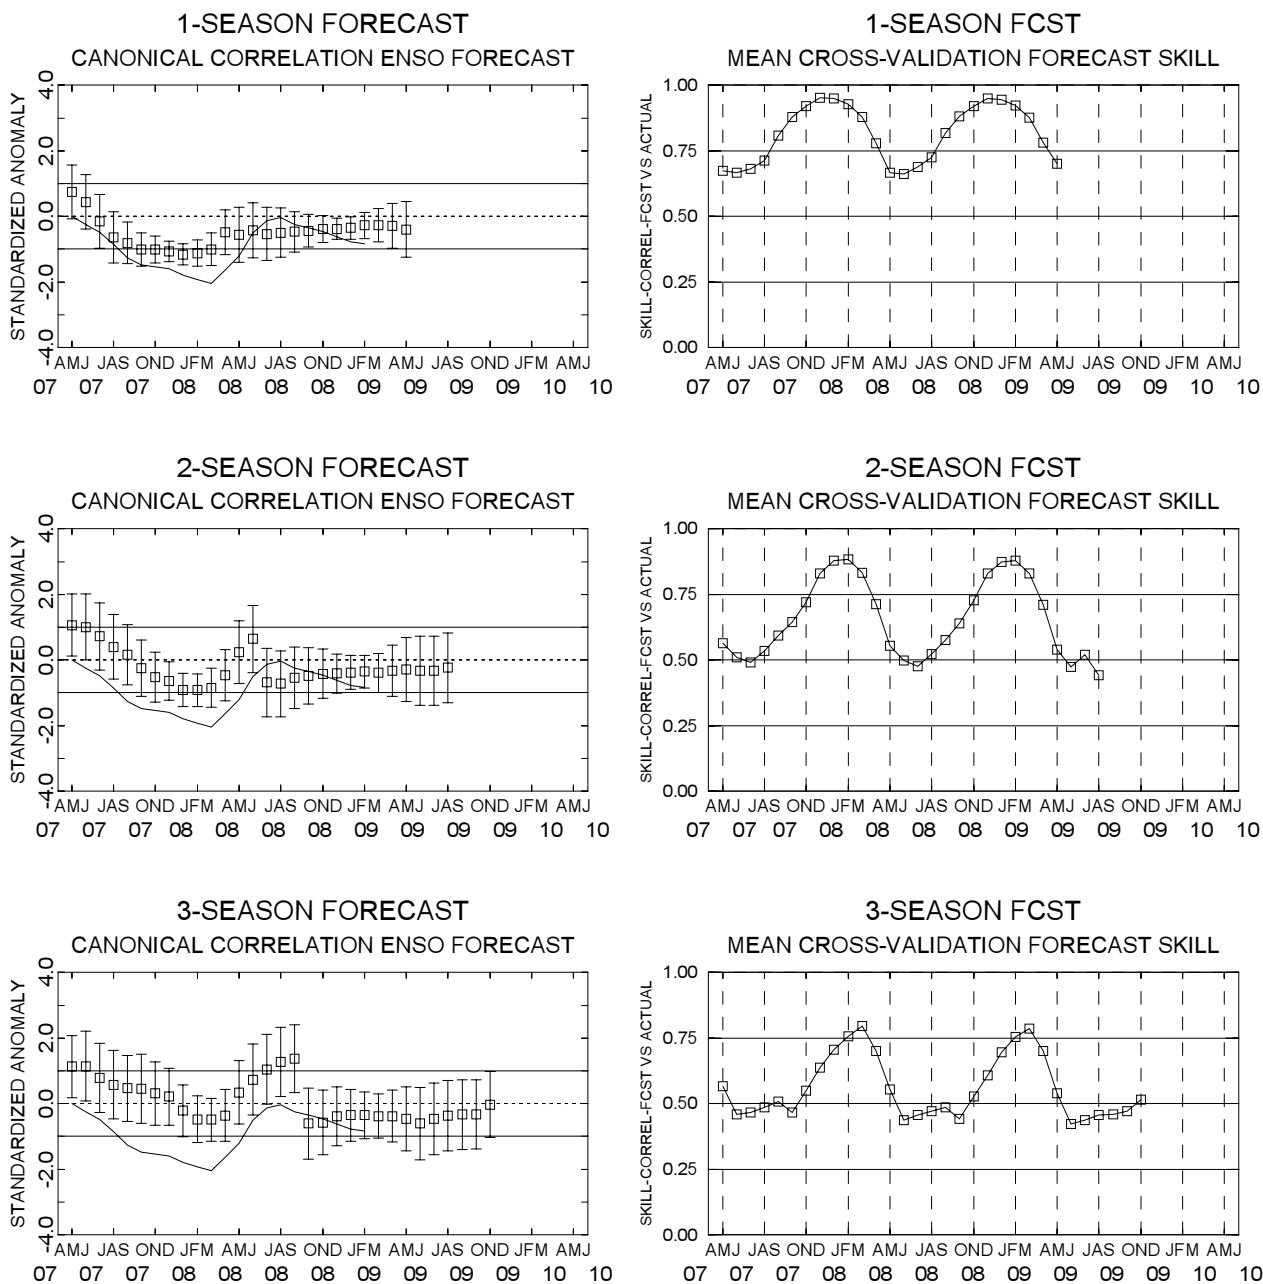 1-SEASON FORECAST
CANONICAL CORRELATION ENSO FORECAST
STANDARDIZED ANOMALY
4.0
2.0
0.0
-2.0
-4.0
AMJ JAS OND JFM AMJ JAS OND JFM AMJ JAS OND JFM AMJ
07 07 07 08 08 08 08 09 09 09 09 10 10
1-SEASON FCST
MEAN CROSS-VALIDATION FORECAST SKILL
SKILL-CORREL-FCST VS ACTUAL
1.00
0.75
0.50
0.25
0.00
AMJ JAS OND JFM AMJ JAS OND JFM AMJ JAS OND JFM AMJ
07 07 07 08 08 08 08 09 09 09 09 10 10
2-SEASON FORECAST
CANONICAL CORRELATION ENSO FORECAST
STANDARDIZED ANOMALY
4.0
2.0
0.0
-2.0
-4.0
AMJ JAS OND JFM AMJ JAS OND JFM AMJ JAS OND JFM AMJ
07 07 07 08 08 08 08 09 09 09 09 10 10
2-SEASON FCST
MEAN CROSS-VALIDATION FORECAST SKILL
SKILL-CORREL-FCST VS ACTUAL
1.00
0.75
0.50
0.25
0.00
AMJ JAS OND JFM AMJ JAS OND JFM AMJ JAS OND JFM AMJ
07 07 07 08 08 08 08 09 09 09 09 10 10
3-SEASON FORECAST
CANONICAL CORRELATION ENSO FORECAST
STANDARDIZED ANOMALY
4.0
2.0
0.0
-2.0
-4.0
AMJ JAS OND JFM AMJ JAS OND JFM AMJ JAS OND JFM AMJ
07 07 07 08 08 08 08 09 09 09 09 10 10
3-SEASON FCST
MEAN CROSS-VALIDATION FORECAST SKILL
SKILL-CORREL-FCST VS ACTUAL
1.00
0.75
0.50
0.25
0.00
AMJ JAS OND JFM AMJ JAS OND JFM AMJ JAS OND JFM AMJ
07 07 07 08 08 08 08 09 09 09 09 10 10